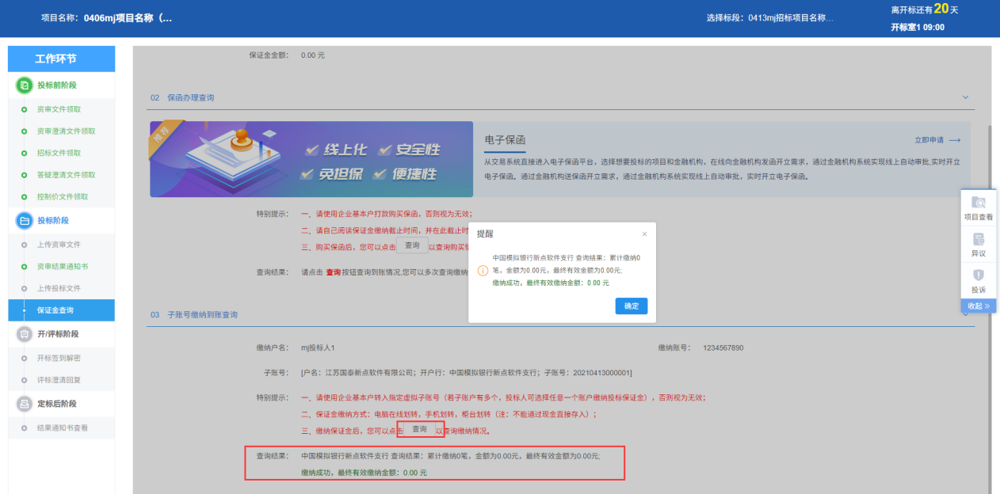 项目名称：0406mj项目名称（...
选择标段：0413mj招标项目名称...
离开标还有20天
开标室1 09:00
工作环节
投标前阶段
资审文件领取
资审澄清文件领取
招标文件领取
答疑澄清文件领取
控制价文件领取
投标阶段
上传资审文件
资审结果通知书
上传投标文件
保证金查询
开/评标阶段
开标签到解密
评标澄清回复
定标后阶段
结果通知书查看
保证金金额： 0.00 元
02 保函办理查询
推荐
线上化 安全性
免担保 便捷性
电子保函
立即申请
从交易系统直接进入电子保函平台，选择想要投标的项目和金融机构，在线向金融机构发函开立需求，通过金融机构系统实现线上自动审批,实时开立
电子保函。通过金融机构送保函开立需求，通过金融机构系统实现线上自动审批，实时开立电子保函。
特别提示： 一、请使用企业基本户打款购买保函，否则视为无效；
二、请自己阅读保证金缴纳截止时间，并在此截止时
三、购买保函后，您可以点击 查询 以查询购买
查询结果： 请点击 查询 按钮查询到账情况,您可以多次查询缴纳
提醒
×
中国模拟银行新点软件支行 查询结果：累计缴纳0
笔，金额为0.00元，最终有效金额为0.00元;
缴纳成功，最终有效缴纳金额：0.00 元
确定
03 子账号缴纳到账查询
缴纳户名： mj投标人1
缴纳账号： 1234567890
子账号： [户名：江苏国泰新点软件有限公司；开户行：中国模拟银行新点软件支行；子账号：20210413000001]
特别提示： 一、请使用企业基本户转入指定虚拟子账号（若子账户有多个，投标人可选择任意一个账户缴纳投标保证金），否则视为无效；
二、保证金缴纳方式：电脑在线划转，手机划转，柜台划转（注：不能通过现金直接存入）；
三、缴纳保证金后，您可以点击 查询 以查询缴纳情况。
查询结果： 中国模拟银行新点软件支行 查询结果：累计缴纳0笔，金额为0.00元，最终有效金额为0.00元;
缴纳成功，最终有效缴纳金额：0.00 元
项目查看
异议
投诉
收起